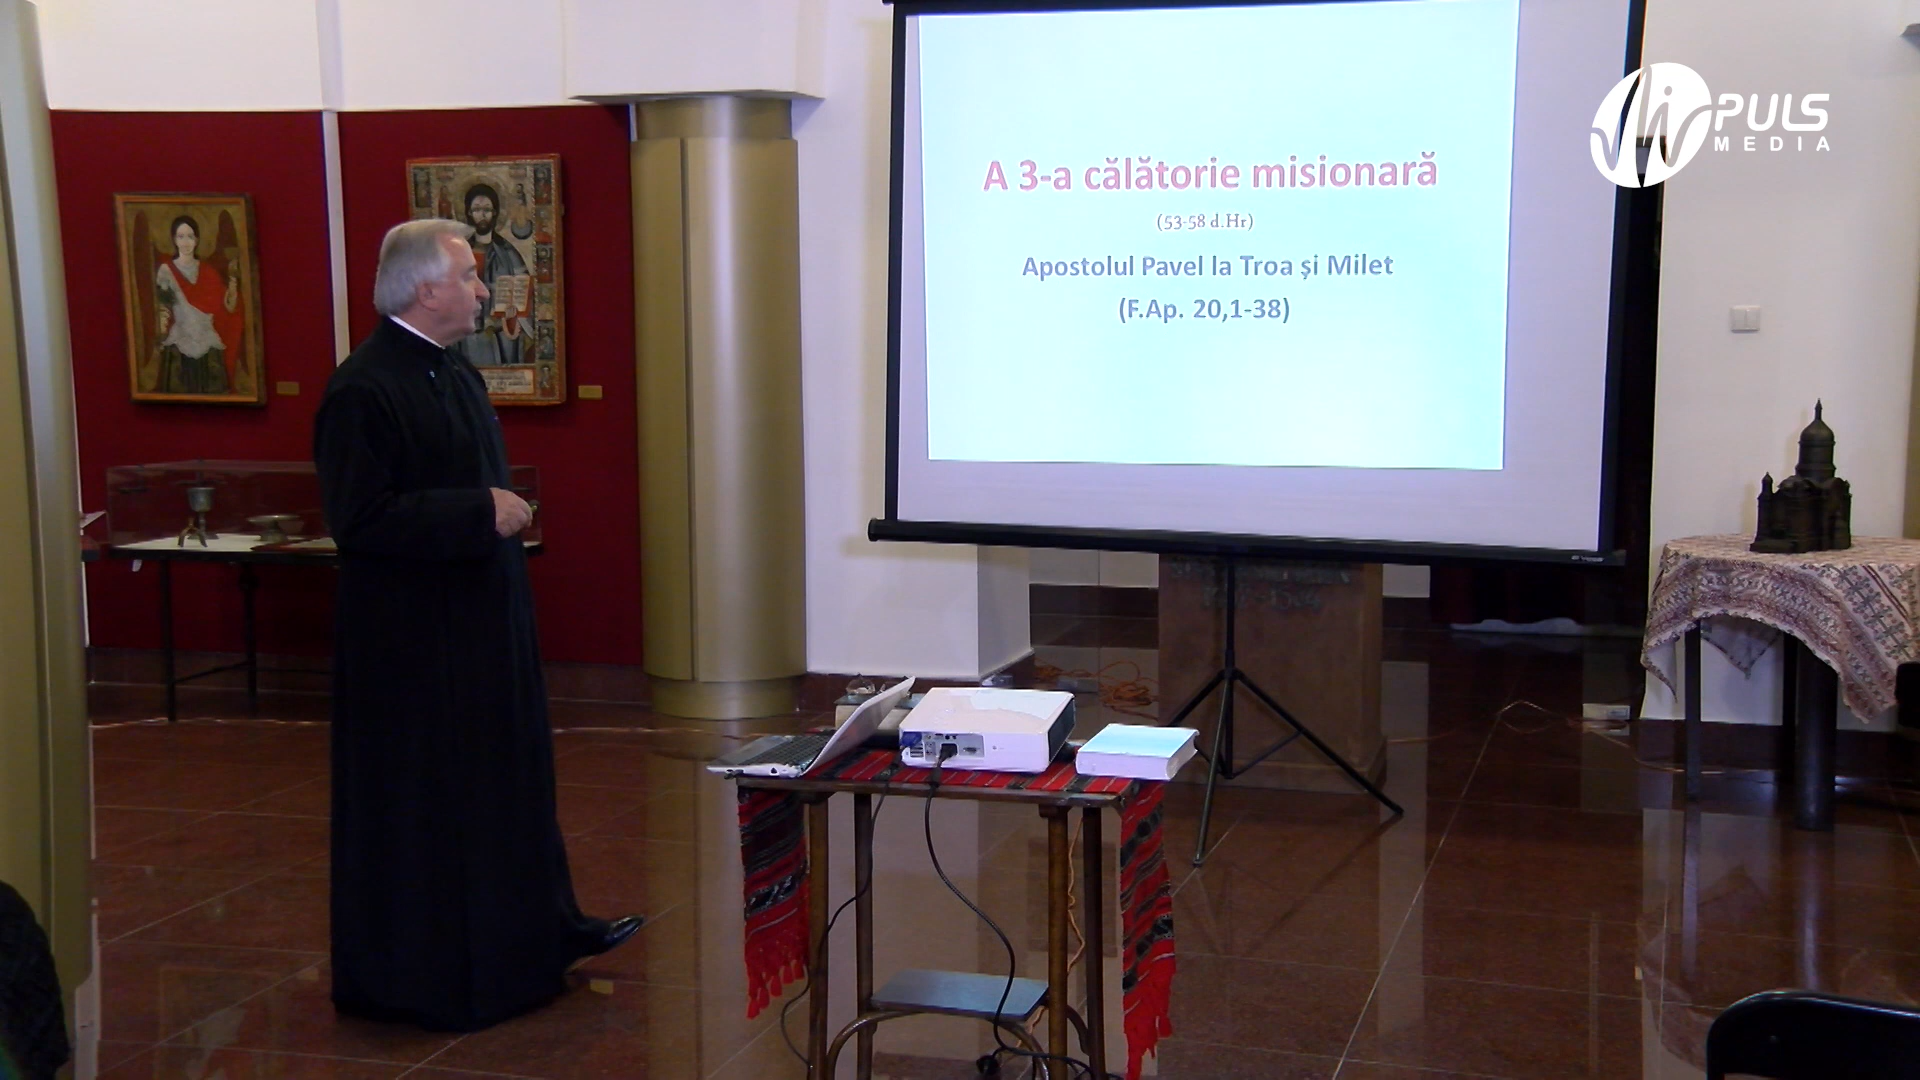 A 3-a călătorie misionară
(53-58 d.Hr)
Apostolul Pavel la Troa și Milet
(F.Ap. 20,1-38)
PULS
MEDIA